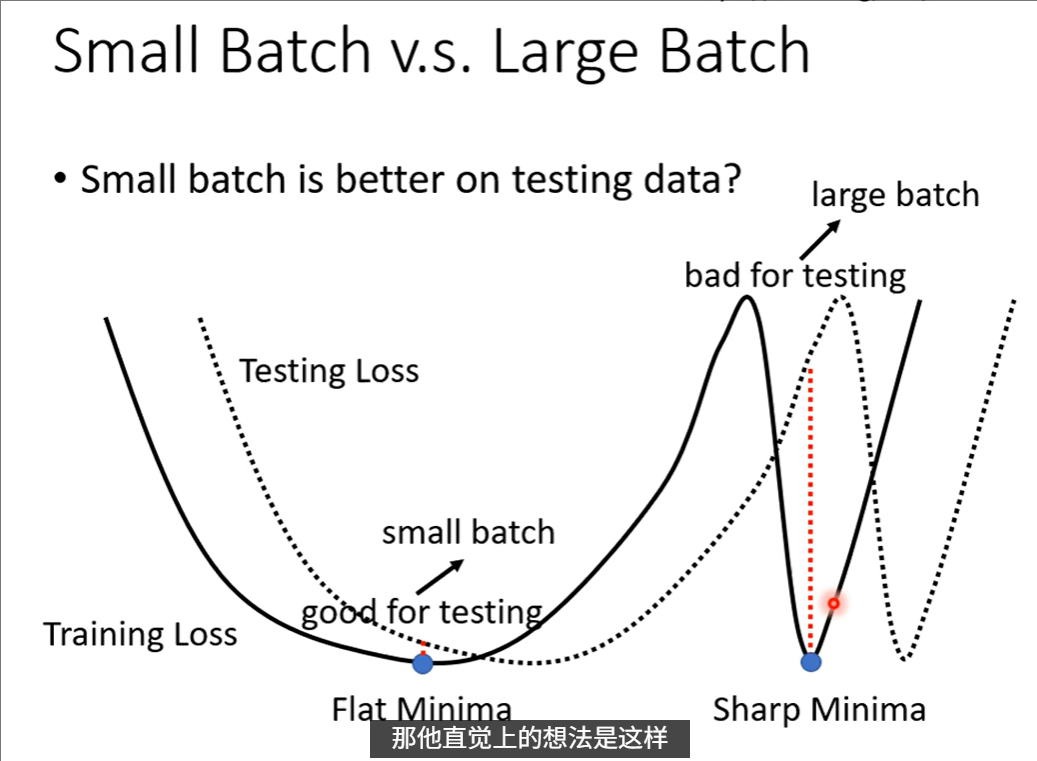 Small Batch v.s. Large Batch
• Small batch is better on testing data?
large batch
bad for testing
Testing Loss
small batch
good for testing
Training Loss
Flat Minima
Sharp Minima
那他直觉上的想法是这样